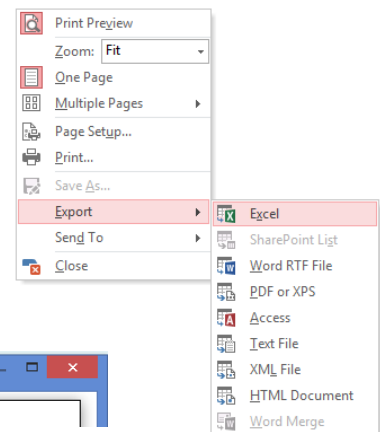 Print Preview
Zoom: Fit
One Page
Multiple Pages
Page Setup...
Print...
Save As...
Export
Send To
Close
Excel
SharePoint List
Word RTF File
PDF or XPS
Access
Text File
XML File
HTML Document
Word Merge